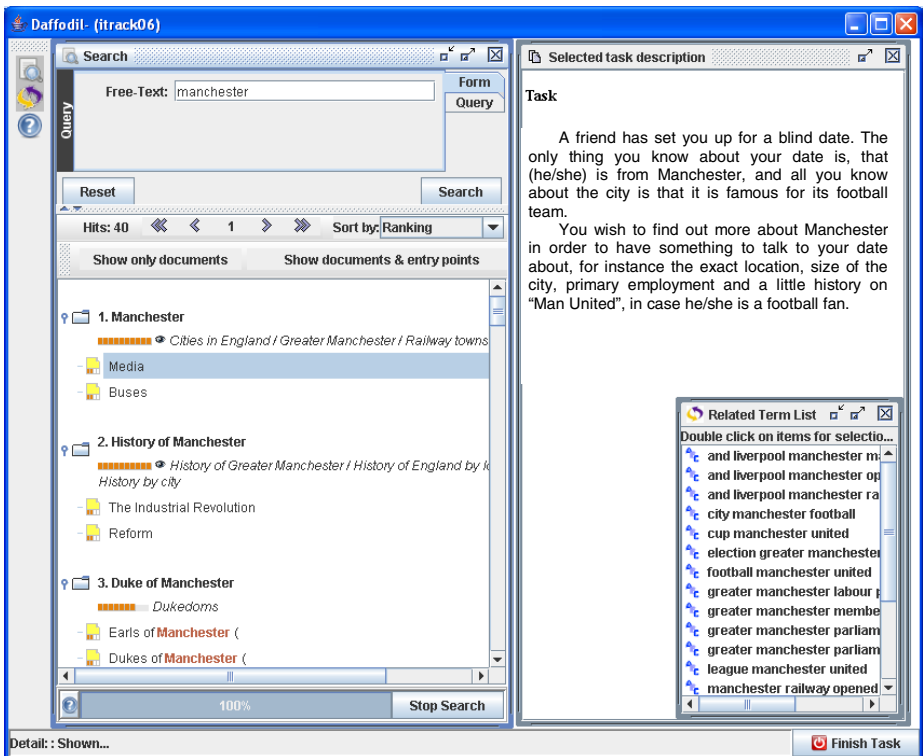 Daffodil- (itrack06)
Search
Query
Free-Text: manchester
Form
Query
Reset
Search
Hits: 40
1
Sort by: Ranking
Show only documents
Show documents & entry points
1. Manchester
Cities in England / Greater Manchester / Railway towns
Media
Buses
2. History of Manchester
History of Greater Manchester / History of England by
History by city
The Industrial Revolution
Reform
3. Duke of Manchester
Dukedoms
Earls of Manchester (
Dukes of Manchester (
100%
Stop Search
Detail: : Shown...
Selected task description
Task
A friend has set you up for a blind date. The
only thing you know about your date is, that
(he/she) is from Manchester, and all you know
about the city is that it is famous for its football
team.
You wish to find out more about Manchester
in order to have something to talk to your date
about, for instance the exact location, size of the
city, primary employment and a little history on
“Man United”, in case he/she is a football fan.
Related Term List
Double click on items for selectio...
and liverpool manchester m
and liverpool manchester op
and liverpool manchester ra
city manchester football
cup manchester united
election greater manchester
football manchester united
greater manchester labour p
greater manchester membe
greater manchester parliam
greater manchester parliam
league manchester united
manchester railway opened
Finish Task